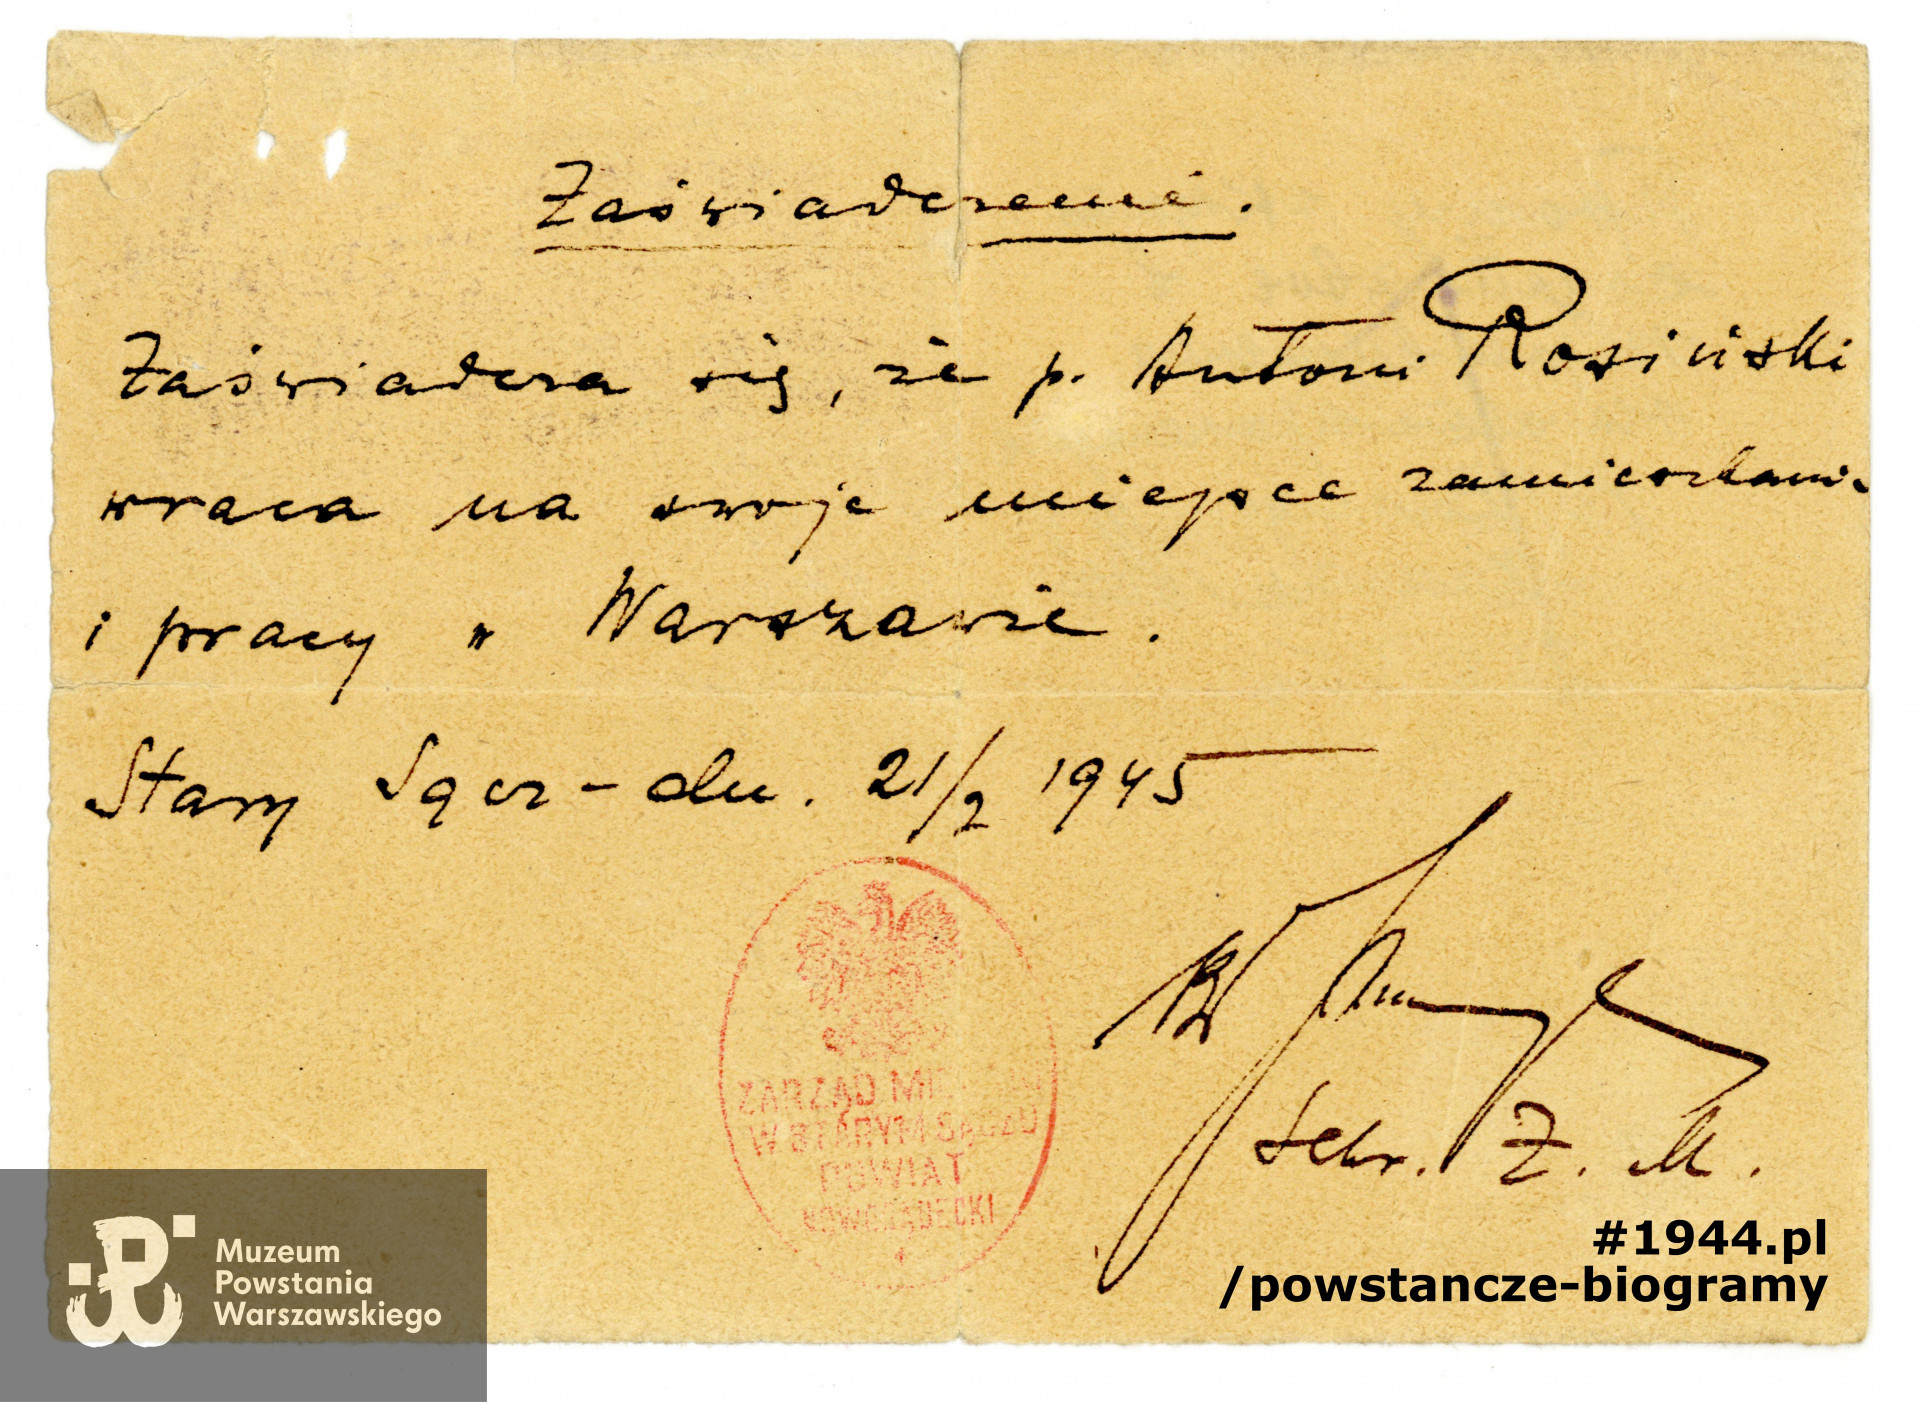 Zaświadczenie.
Zaświadcza się, że p. Antoni Rosiński
wraca na swoje miejsce zamieszkania
i pracy w Warszawie.
Stary Sącz – dn. 21/2 1945
ZARZĄD
W STARYM SĄCZU
POWIAT
NOWOSĄDECKI
Sekr. Z. M.
#1944.pl
/powstancze-biogramy
Muzeum
Powstania
Warszawskiego